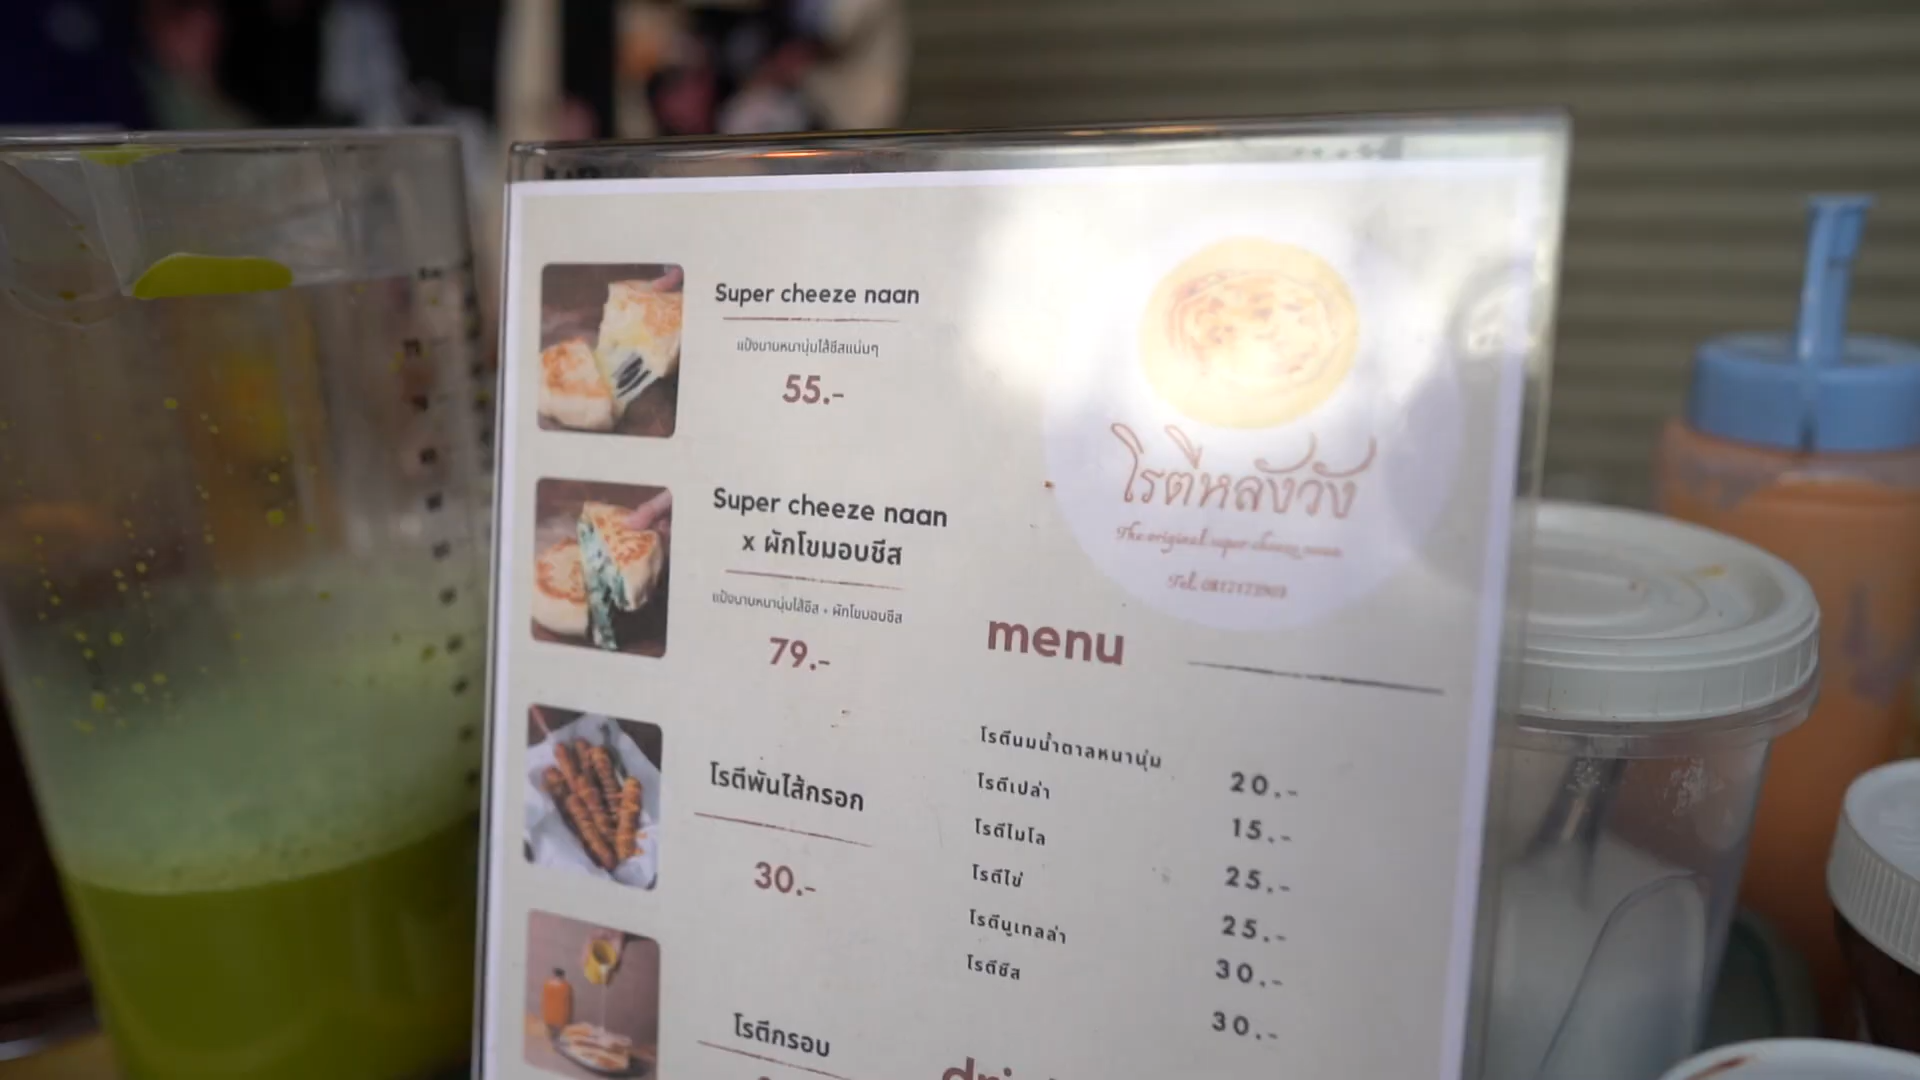 Super cheeze naan
แป้งนานหนานุ่มไส้ชีสแน่นๆ
55.-
Super cheeze naan
x ผักโขมอบชีส
แป้งนานหนานุ่มไส้ชีส + ผักโขมอบชีส
79.-
โรตีพันไส้กรอก
30.-
โรตีกรอบ
โรตีหลังวัง
The original super cheeze naan
menu
โรตีนมน้ำตาลหนานุ่ม 20.-
โรตีเปล่า 15.-
โรตีไมโล 25.-
โรตีไข่ 25.-
โรตีนูเทลล่า 30.-
โรตีชีส 30.-